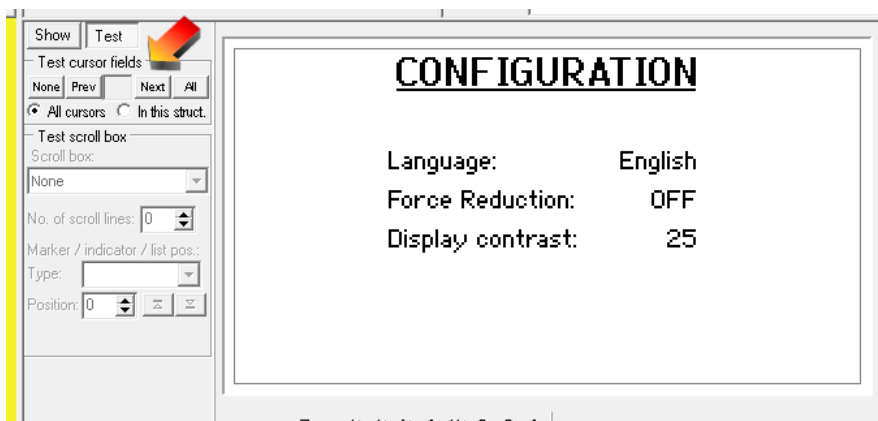 Show Test
Test cursor fields
None Prev Next All
All cursors In this struct.
Test scroll box
Scroll box:
None
No. of scroll lines: 0
Marker / indicator / list pos.:
Type:
Position: 0
CONFIGURATION
Language: English
Force Reduction: OFF
Display contrast: 25